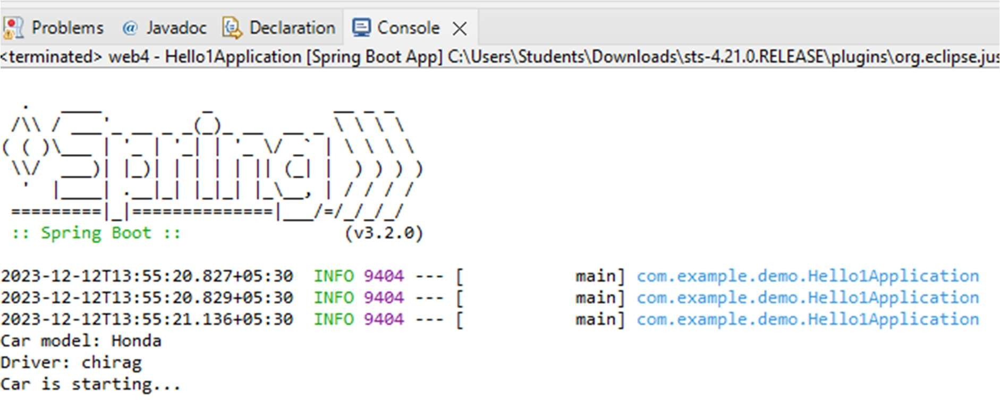 Problems @ Javadoc Declaration Console
<terminated> web4 - Hello1Application [Spring Boot App] C:\Users\Students\Downloads\sts-4.21.0.RELEASE\plugins\org.eclipse.jus
  .   ____          _            __ _ _
 /\\ / ___'_ __ _ _(_)_ __  __ _ \ \ \ \
( ( )\___ | '_ | '_| | '_ \/ _` | \ \ \ \
 \\/  ___)| |_)| | | | | || (_| |  ) ) ) )
  '  |____| .__|_| |_|_| |_\__, | / / / /
 =========|_|==============|___/=/_/_/_/
 :: Spring Boot ::                (v3.2.0)
2023-12-12T13:55:20.827+05:30  INFO 9404 --- [           main] com.example.demo.Hello1Application
2023-12-12T13:55:20.829+05:30  INFO 9404 --- [           main] com.example.demo.Hello1Application
2023-12-12T13:55:21.136+05:30  INFO 9404 --- [           main] com.example.demo.Hello1Application
Car model: Honda
Driver: chirag
Car is starting...